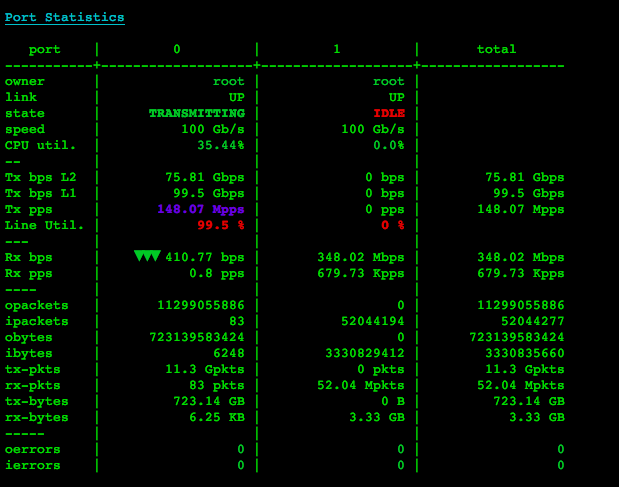 Port Statistics
port | 0 | 1 | total
-----------+-------------------+-------------------+------------------
owner | root | root |
link | UP | UP |
state | TRANSMITTING | IDLE |
speed | 100 Gb/s | 100 Gb/s |
CPU util. | 35.44% | 0.0% |
-- | | |
Tx bps L2 | 75.81 Gbps | 0 bps | 75.81 Gbps
Tx bps L1 | 99.5 Gbps | 0 bps | 99.5 Gbps
Tx pps | 148.07 Mpps | 0 pps | 148.07 Mpps
Line Util. | 99.5 % | 0 % |
--- | | |
Rx bps | ▼▼▼ 410.77 bps | 348.02 Mbps | 348.02 Mbps
Rx pps | 0.8 pps | 679.73 Kpps | 679.73 Kpps
---- | | |
opackets | 11299055886 | 0 | 11299055886
ipackets | 83 | 52044194 | 52044277
obytes | 723139583424 | 0 | 723139583424
ibytes | 6248 | 3330829412 | 3330835660
tx-pkts | 11.3 Gpkts | 0 pkts | 11.3 Gpkts
rx-pkts | 83 pkts | 52.04 Mpkts | 52.04 Mpkts
tx-bytes | 723.14 GB | 0 B | 723.14 GB
rx-bytes | 6.25 KB | 3.33 GB | 3.33 GB
----- | | |
oerrors | 0 | 0 | 0
ierrors | 0 | 0 | 0